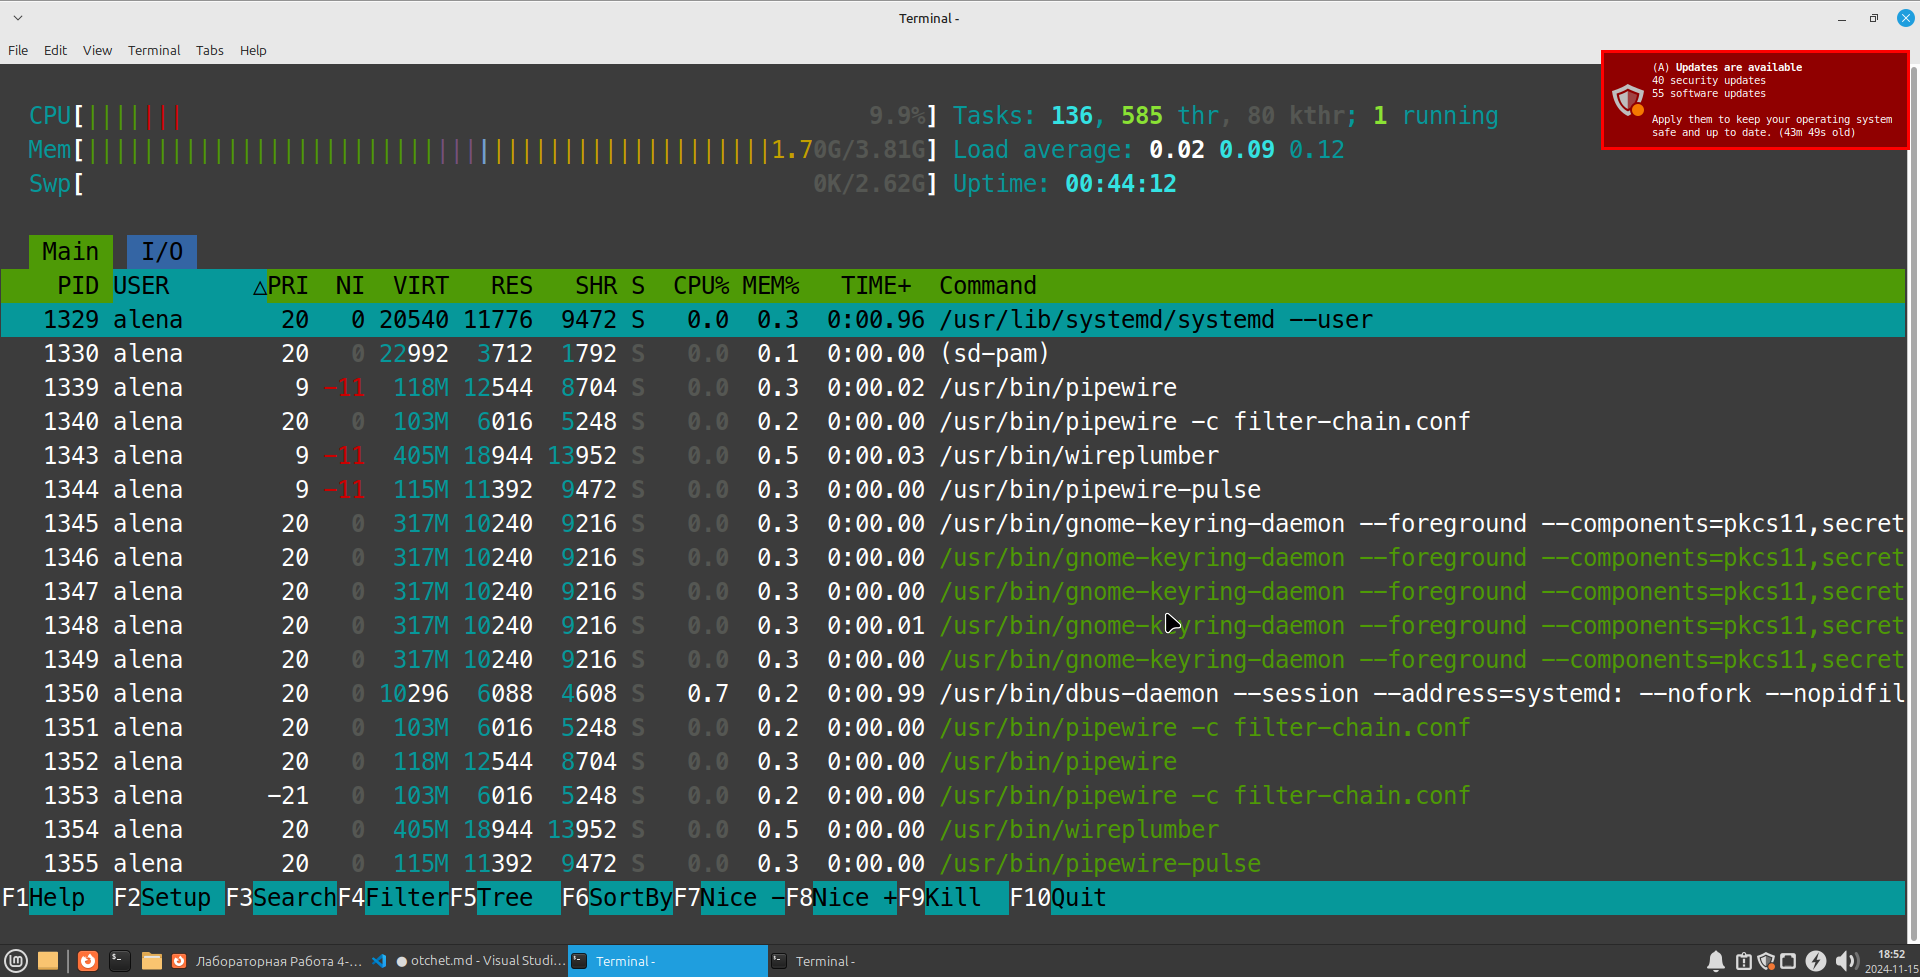 Terminal -
File Edit View Terminal Tabs Help
(A) Updates are available
40 security updates
55 software updates
Apply them to keep your operating system
safe and up to date. (43m 49s old)
CPU[||||||| 9.9%] Tasks: 136, 585 thr, 80 kthr; 1 running
Mem[|||||||||||||||||||||||||||||||||||||||||||||||||1.70G/3.81G] Load average: 0.02 0.09 0.12
Swp[ 0K/2.62G] Uptime: 00:44:12
Main I/O
PID USER △PRI NI VIRT RES SHR S CPU% MEM% TIME+ Command
1329 alena 20 0 20540 11776 9472 S 0.0 0.3 0:00.96 /usr/lib/systemd/systemd --user
1330 alena 20 0 22992 3712 1792 S 0.0 0.1 0:00.00 (sd-pam)
1339 alena 9 -11 118M 12544 8704 S 0.0 0.3 0:00.02 /usr/bin/pipewire
1340 alena 20 0 103M 6016 5248 S 0.0 0.2 0:00.00 /usr/bin/pipewire -c filter-chain.conf
1343 alena 9 -11 405M 18944 13952 S 0.0 0.5 0:00.03 /usr/bin/wireplumber
1344 alena 9 -11 115M 11392 9472 S 0.0 0.3 0:00.00 /usr/bin/pipewire-pulse
1345 alena 20 0 317M 10240 9216 S 0.0 0.3 0:00.00 /usr/bin/gnome-keyring-daemon --foreground --components=pkcs11,secret
1346 alena 20 0 317M 10240 9216 S 0.0 0.3 0:00.00 /usr/bin/gnome-keyring-daemon --foreground --components=pkcs11,secret
1347 alena 20 0 317M 10240 9216 S 0.0 0.3 0:00.00 /usr/bin/gnome-keyring-daemon --foreground --components=pkcs11,secret
1348 alena 20 0 317M 10240 9216 S 0.0 0.3 0:00.01 /usr/bin/gnome-keyring-daemon --foreground --components=pkcs11,secret
1349 alena 20 0 317M 10240 9216 S 0.0 0.3 0:00.00 /usr/bin/gnome-keyring-daemon --foreground --components=pkcs11,secret
1350 alena 20 0 10296 6088 4608 S 0.7 0.2 0:00.99 /usr/bin/dbus-daemon --session --address=systemd: --nofork --nopidfil
1351 alena 20 0 103M 6016 5248 S 0.0 0.2 0:00.00 /usr/bin/pipewire -c filter-chain.conf
1352 alena 20 0 118M 12544 8704 S 0.0 0.3 0:00.00 /usr/bin/pipewire
1353 alena -21 0 103M 6016 5248 S 0.0 0.2 0:00.00 /usr/bin/pipewire -c filter-chain.conf
1354 alena 20 0 405M 18944 13952 S 0.0 0.5 0:00.00 /usr/bin/wireplumber
1355 alena 20 0 115M 11392 9472 S 0.0 0.3 0:00.00 /usr/bin/pipewire-pulse
F1Help F2Setup F3SearchF4FilterF5Tree F6SortByF7Nice -F8Nice +F9Kill F10Quit
Лабораторная Работа 4-... ● otchet.md - Visual Studi... Terminal - Terminal - 18:52
2024-11-15